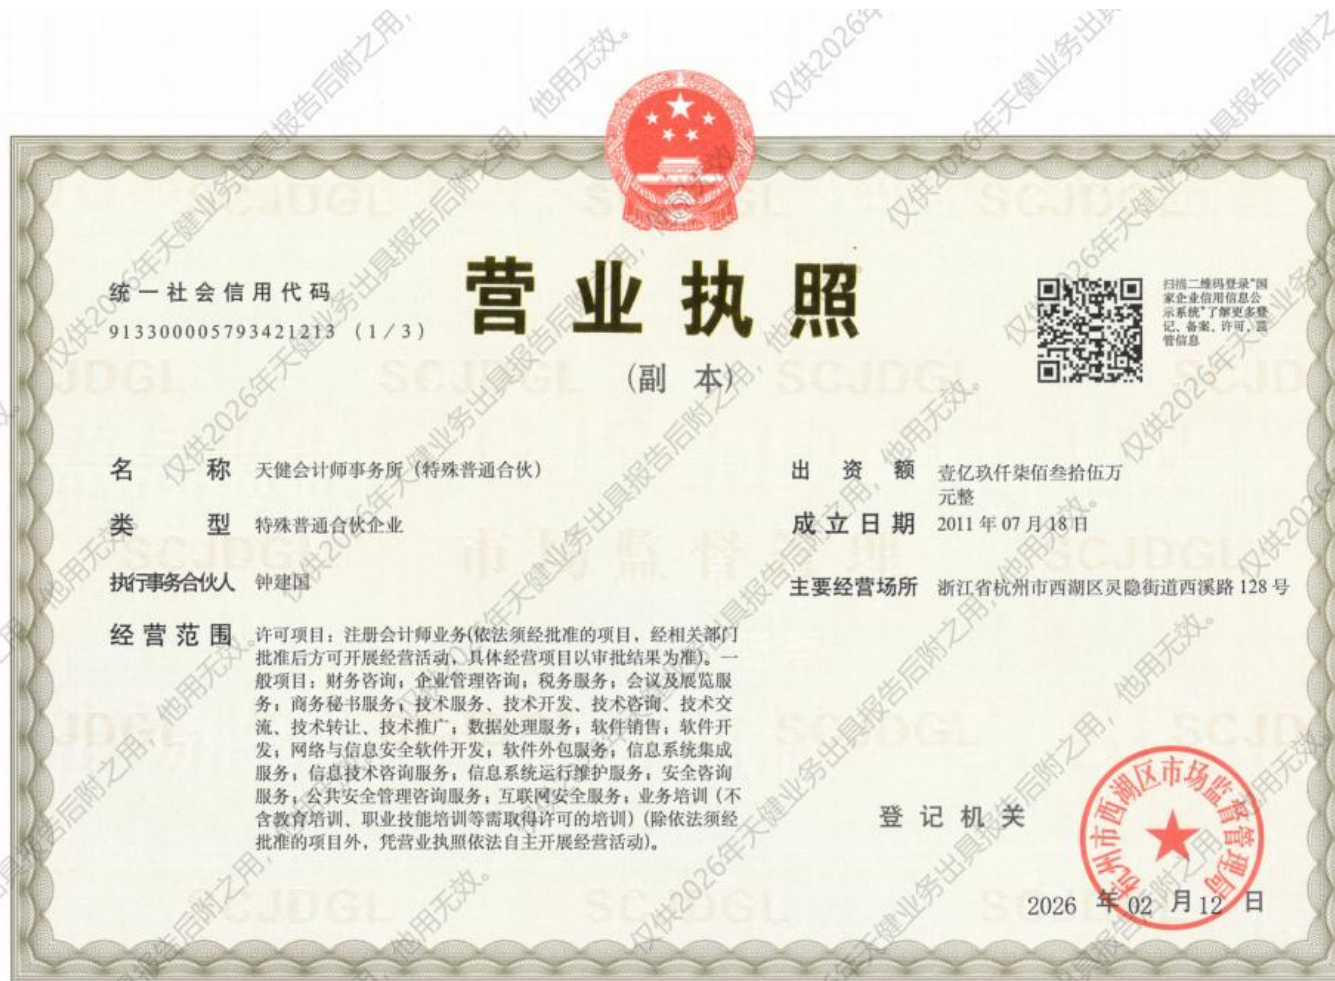 营业执照
(副 本)
统一社会信用代码
913300005793421213 (1/3)
扫描二维码登录"国
家企业信用信息公
示系统"了解更多登
记、备案、许可、监
管信息
名 称 天健会计师事务所（特殊普通合伙）
类 型 特殊普通合伙企业
执行事务合伙人 钟建国
经营范围 许可项目：注册会计师业务(依法须经批准的项目，经相关部门
批准后方可开展经营活动，具体经营项目以审批结果为准)。一
般项目：财务咨询；企业管理咨询；税务服务；会议及展览服
务；商务秘书服务；技术服务、技术开发、技术咨询、技术交
流、技术转让、技术推广；数据处理服务；软件销售；软件开
发；网络与信息安全软件开发；软件外包服务；信息系统集成
服务；信息技术咨询服务；信息系统运行维护服务；安全咨询
服务；公共安全管理咨询服务；互联网安全服务；业务培训（不
含教育培训、职业技能培训等需取得许可的培训）(除依法须经
批准的项目外，凭营业执照依法自主开展经营活动)。
出 资 额 壹亿玖仟柒佰叁拾伍万
元整
成立日期 2011 年 07 月 18 日
主要经营场所 浙江省杭州市西湖区灵隐街道西溪路 128 号
登记机关
杭州市西湖区市场监督管理局
2026 年 02 月 12 日
SCJDGL
市场监督管理
仅供2026年天健业务出具报告后附之用，他用无效。